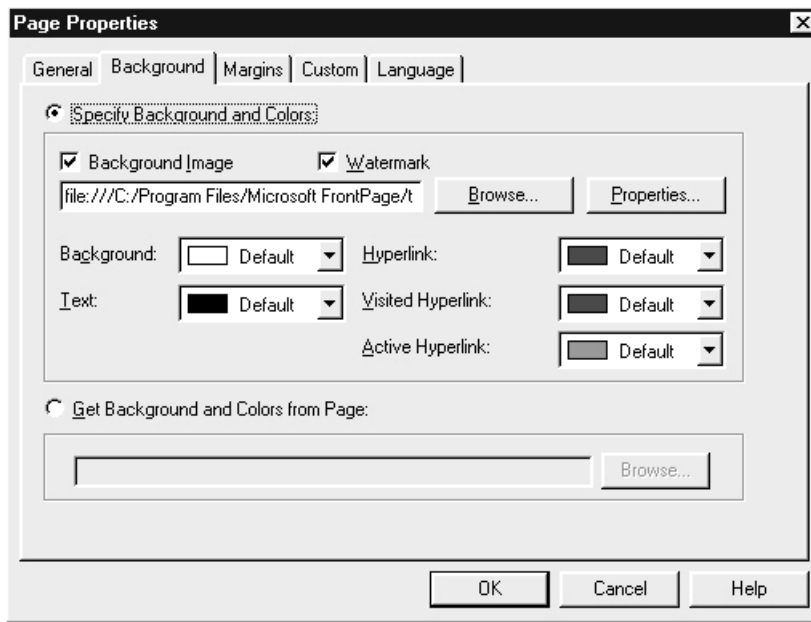 Page Properties
General Background Margins Custom Language
Specify Background and Colors:
Background Image Watermark
file:///C:/Program Files/Microsoft FrontPage/t Browse... Properties...
Background: Default Hyperlink: Default
Text: Default Visited Hyperlink: Default
Active Hyperlink: Default
Get Background and Colors from Page:
Browse...
OK Cancel Help